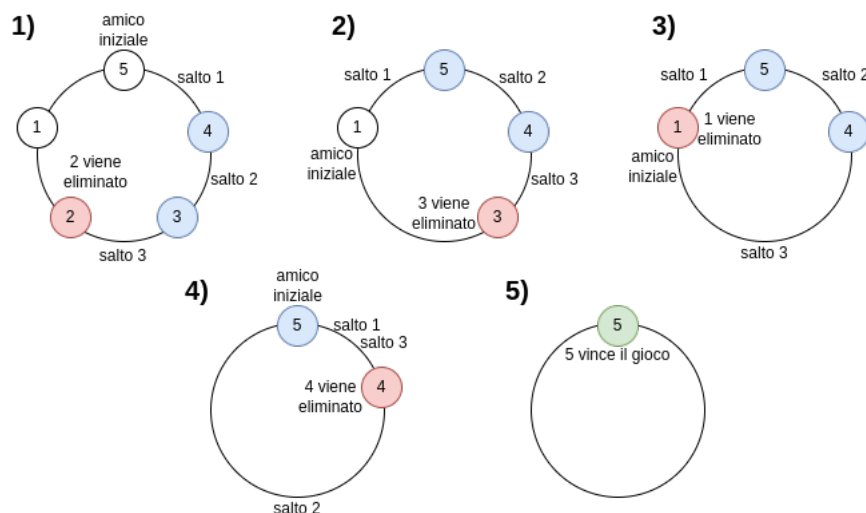 1)
amico
iniziale
5
salto 1
4
salto 2
3
salto 3
2
2 viene
eliminato
1
2)
salto 1
5
salto 2
4
salto 3
3
3 viene
eliminato
1
amico
iniziale
3)
salto 1
5
salto 2
4
1
1 viene
eliminato
amico
iniziale
salto 3
4)
amico
iniziale
5
salto 1
salto 3
4
4 viene
eliminato
salto 2
5)
5
5 vince il gioco